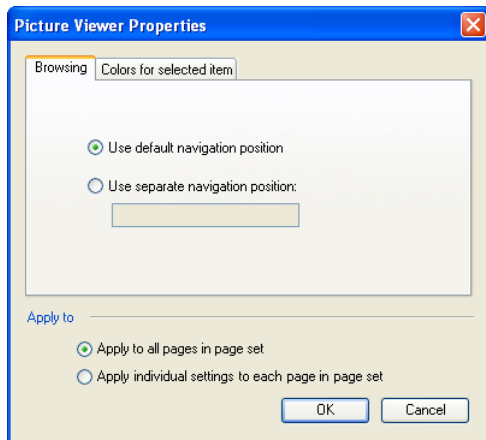 Picture Viewer Properties
Browsing
Colors for selected item
Use default navigation position
Use separate navigation position:
Apply to
Apply to all pages in page set
Apply individual settings to each page in page set
OK
Cancel